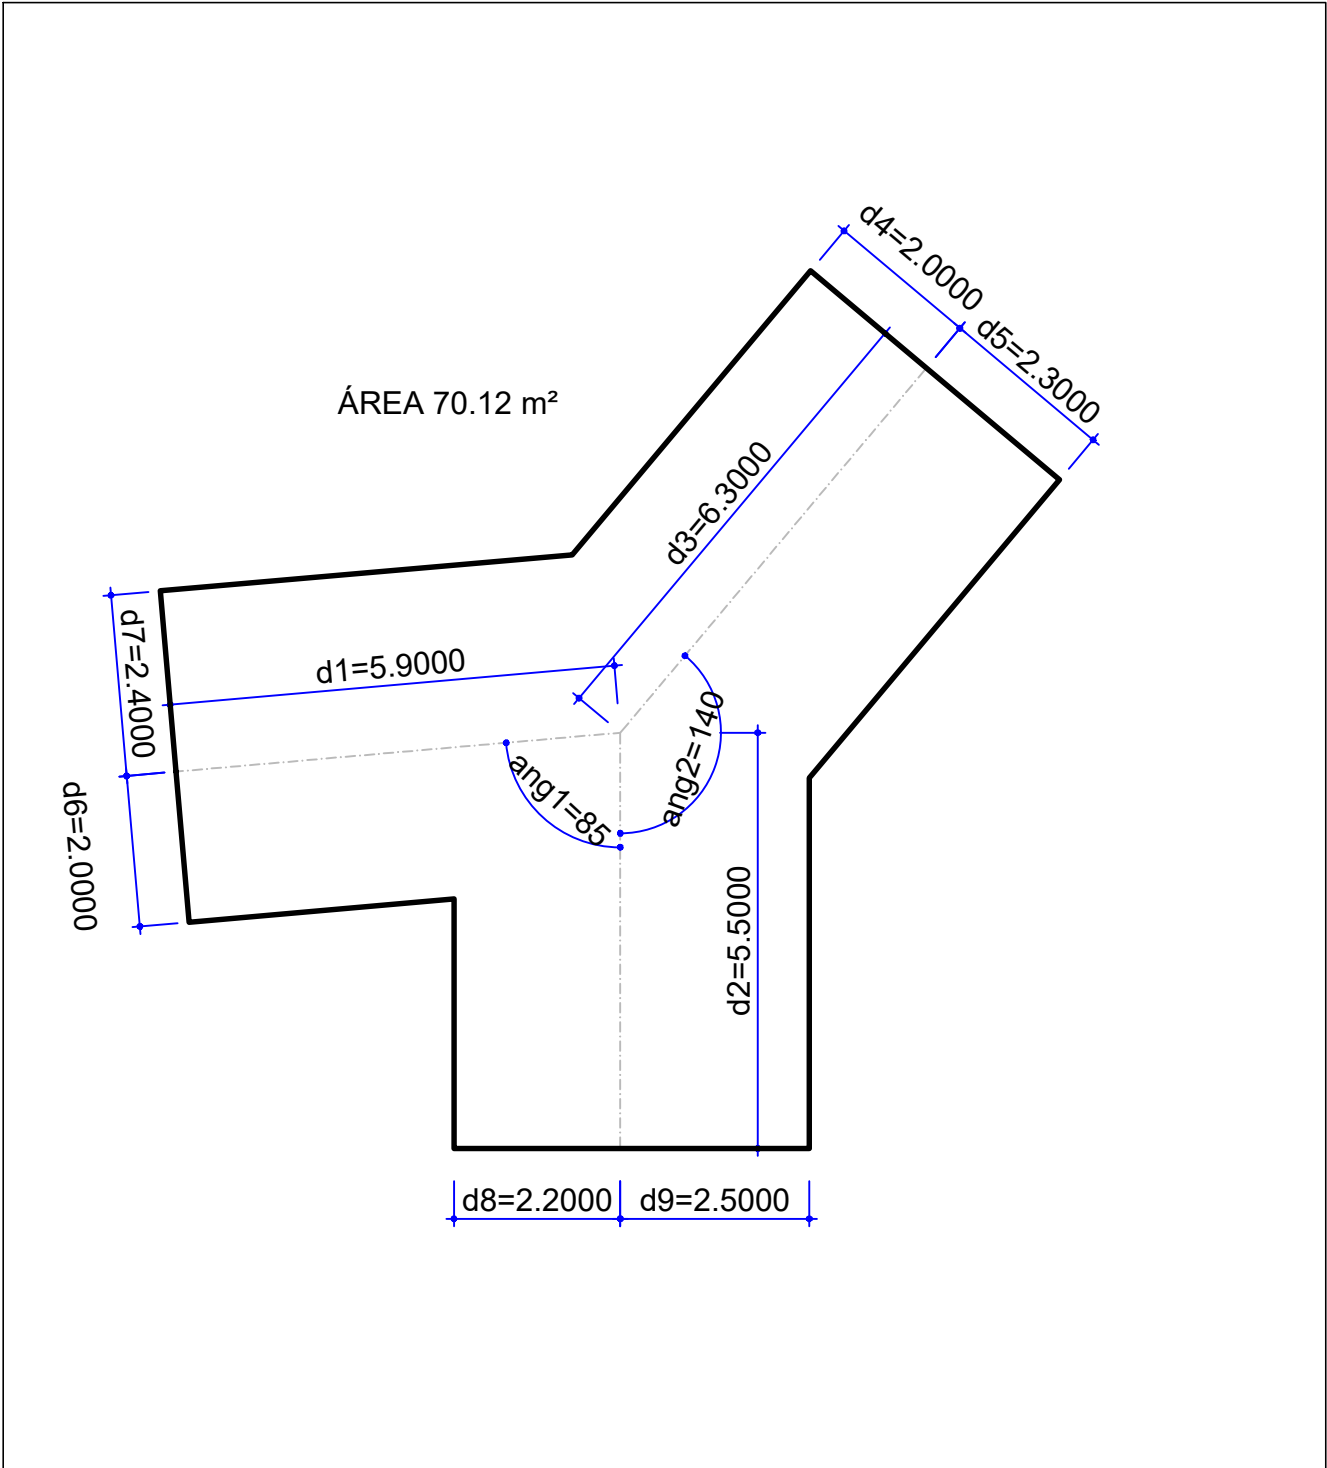 d4=2.0000
d5=2.3000
ÁREA 70.12 m²
d3=6.3000
d7=2.4000
d1=5.9000
ang2=140
ang1=85
d6=2.0000
d2=5.5000
d8=2.2000
d9=2.5000